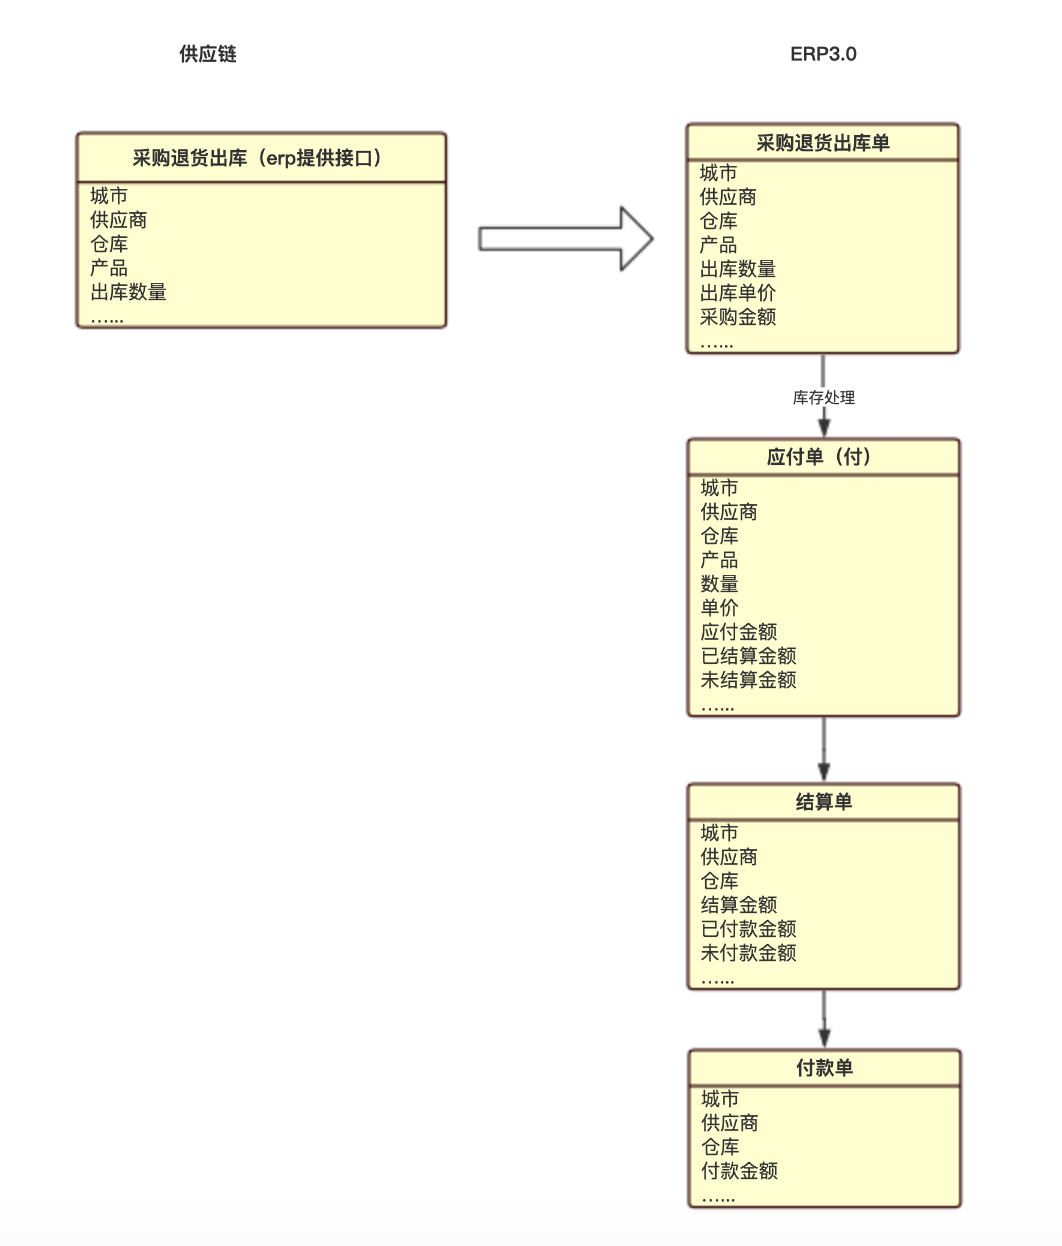 供应链
ERP3.0
采购退货出库（erp提供接口）
城市
供应商
仓库
产品
出库数量
……
采购退货出库单
城市
供应商
仓库
产品
出库数量
出库单价
采购金额
……
库存处理
应付单（付）
城市
供应商
仓库
产品
数量
单价
应付金额
已结算金额
未结算金额
……
结算单
城市
供应商
仓库
结算金额
已付款金额
未付款金额
……
付款单
城市
供应商
仓库
付款金额
……